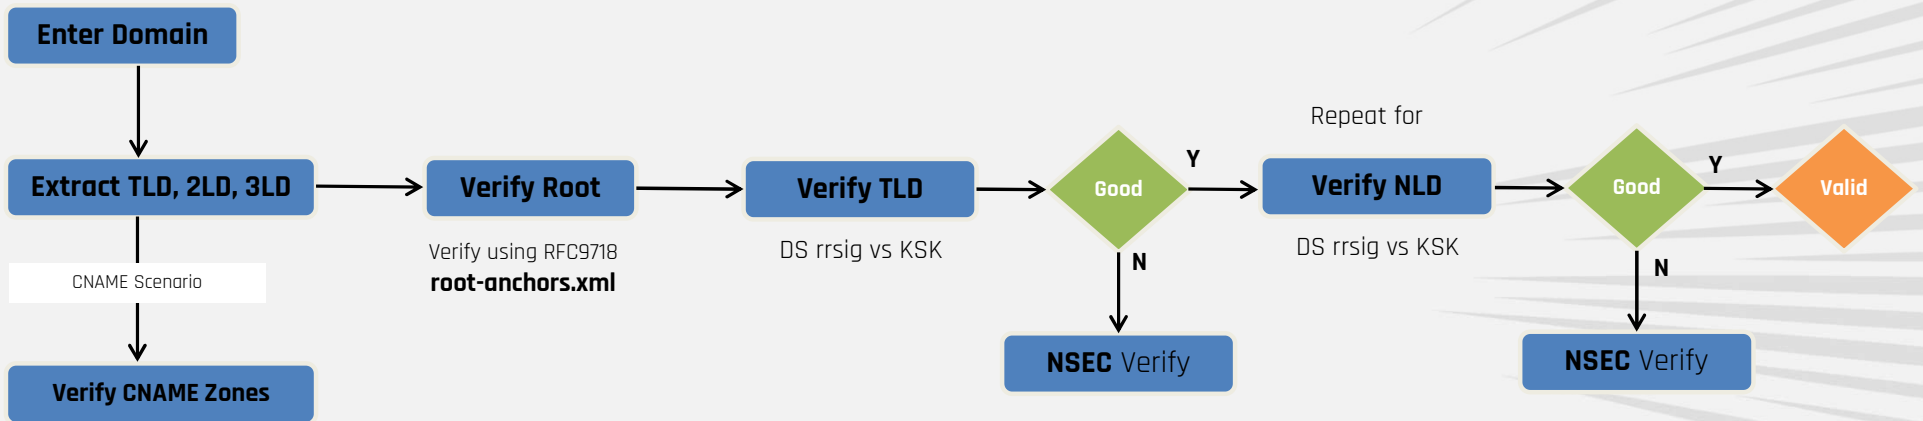 Enter Domain
Extract TLD, 2LD, 3LD
CNAME Scenario
Verify CNAME Zones
Verify Root
Verify using RFC9718
root-anchors.xml
Verify TLD
DS rrsig vs KSK
Good
Y
N
NSEC Verify
Repeat for
Verify NLD
DS rrsig vs KSK
Good
Y
N
NSEC Verify
Valid